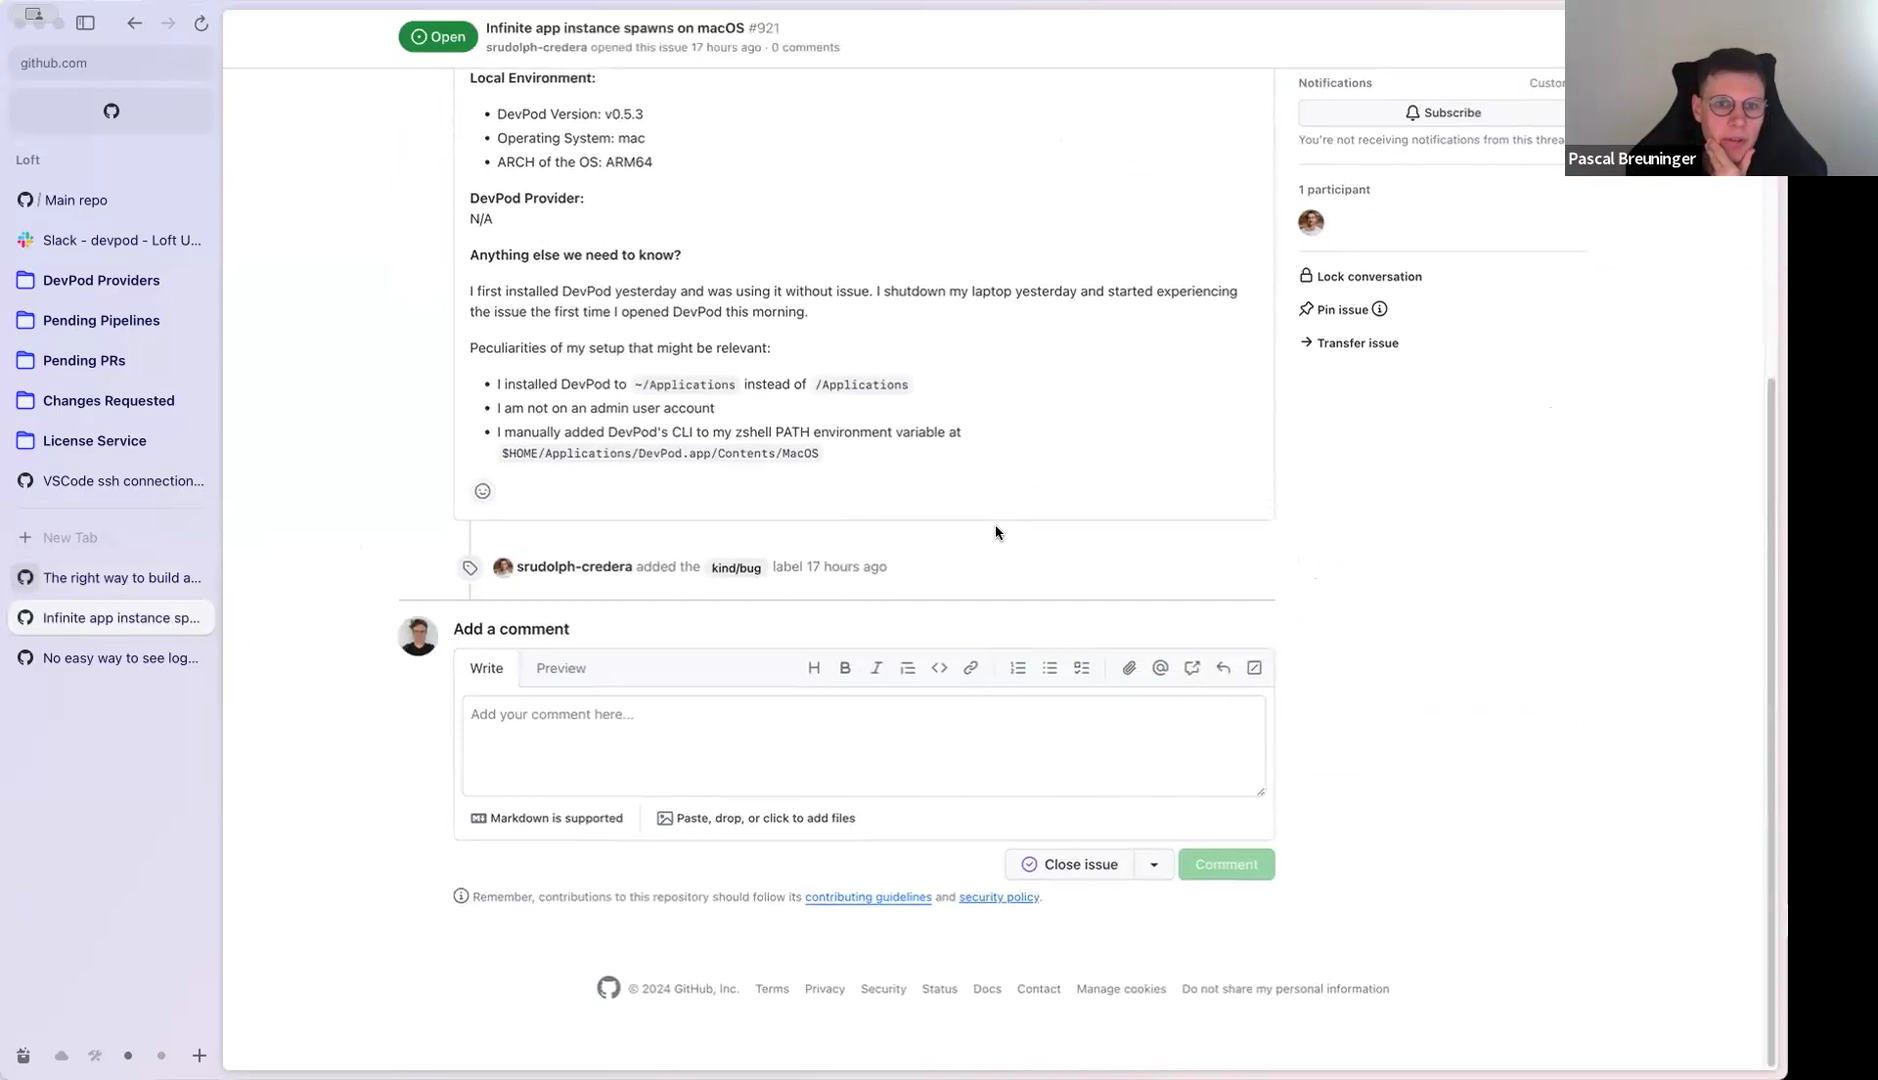 github.com
Loft
/ Main repo
Slack - devpod - Loft U...
DevPod Providers
Pending Pipelines
Pending PRs
Changes Requested
License Service
VSCode ssh connection...
New Tab
The right way to build a...
Infinite app instance sp...
No easy way to see log...
Open
Infinite app instance spawns on macOS #921
srudolph-credera opened this issue 17 hours ago · 0 comments
Local Environment:
• DevPod Version: v0.5.3
• Operating System: mac
• ARCH of the OS: ARM64
DevPod Provider:
N/A
Anything else we need to know?
I first installed DevPod yesterday and was using it without issue. I shutdown my laptop yesterday and started experiencing
the issue the first time I opened DevPod this morning.
Peculiarities of my setup that might be relevant:
• I installed DevPod to ~/Applications instead of /Applications
• I am not on an admin user account
• I manually added DevPod's CLI to my zshell PATH environment variable at
$HOME/Applications/DevPod.app/Contents/MacOS
srudolph-credera added the kind/bug label 17 hours ago
Add a comment
Write Preview
Add your comment here...
Markdown is supported
Paste, drop, or click to add files
Close issue
Comment
Remember, contributions to this repository should follow its contributing guidelines and security policy.
© 2024 GitHub, Inc. Terms Privacy Security Status Docs Contact Manage cookies Do not share my personal information
Notifications
Custo
Subscribe
You're not receiving notifications from this threa
1 participant
Lock conversation
Pin issue
Transfer issue
Pascal Breuninger